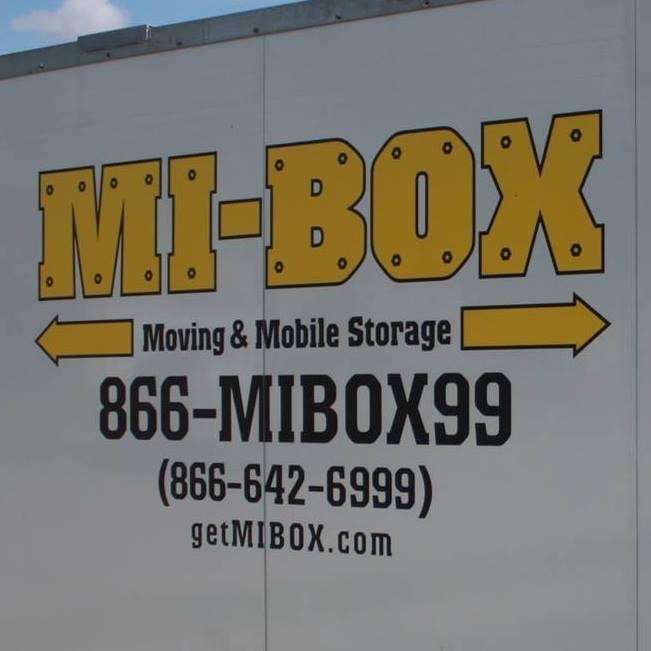 MI-BOX
Moving & Mobile Storage
866-MIBOX99
(866-642-6999)
getMIBOX.com